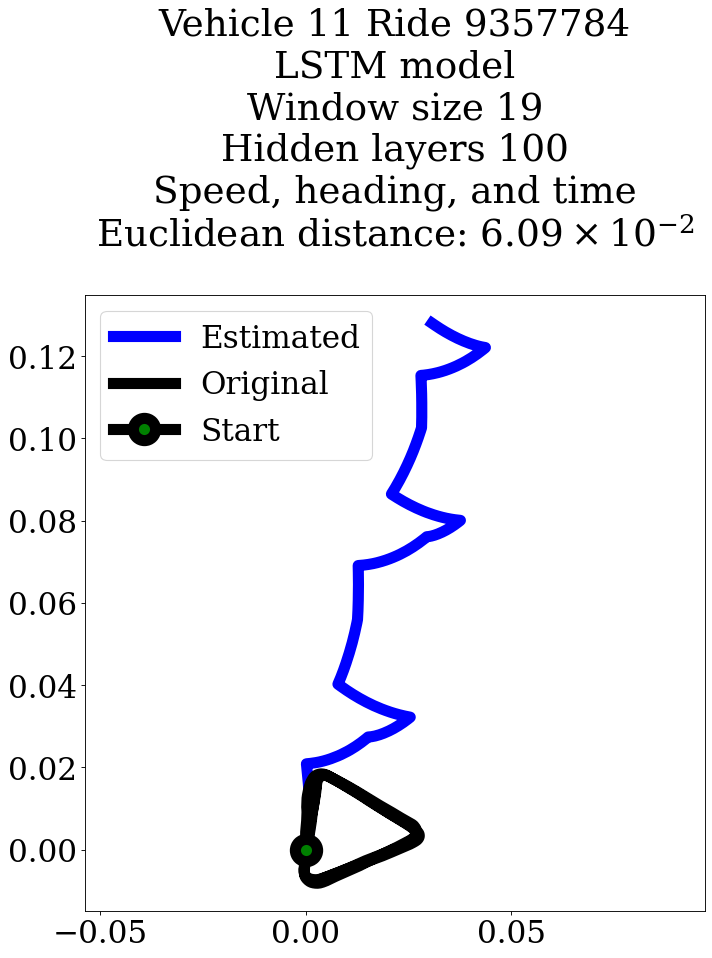 Vehicle 11 Ride 9357784
LSTM model
Window size 19
Hidden layers 100
Speed, heading, and time
Euclidean distance: 6.09 × 10⁻²
Estimated
Original
Start
0.12
0.10
0.08
0.06
0.04
0.02
0.00
−0.05 0.00 0.05